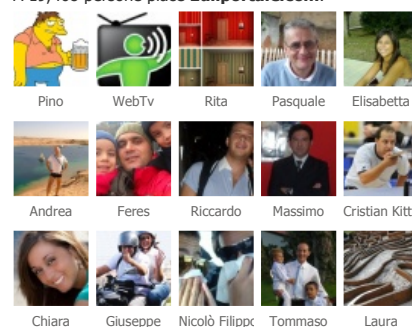 Pino WebTv Rita Pasquale Elisabetta
Andrea Feres Riccardo Massimo Cristian Kitt
Chiara Giuseppe Nicolò Filippo Tommaso Laura